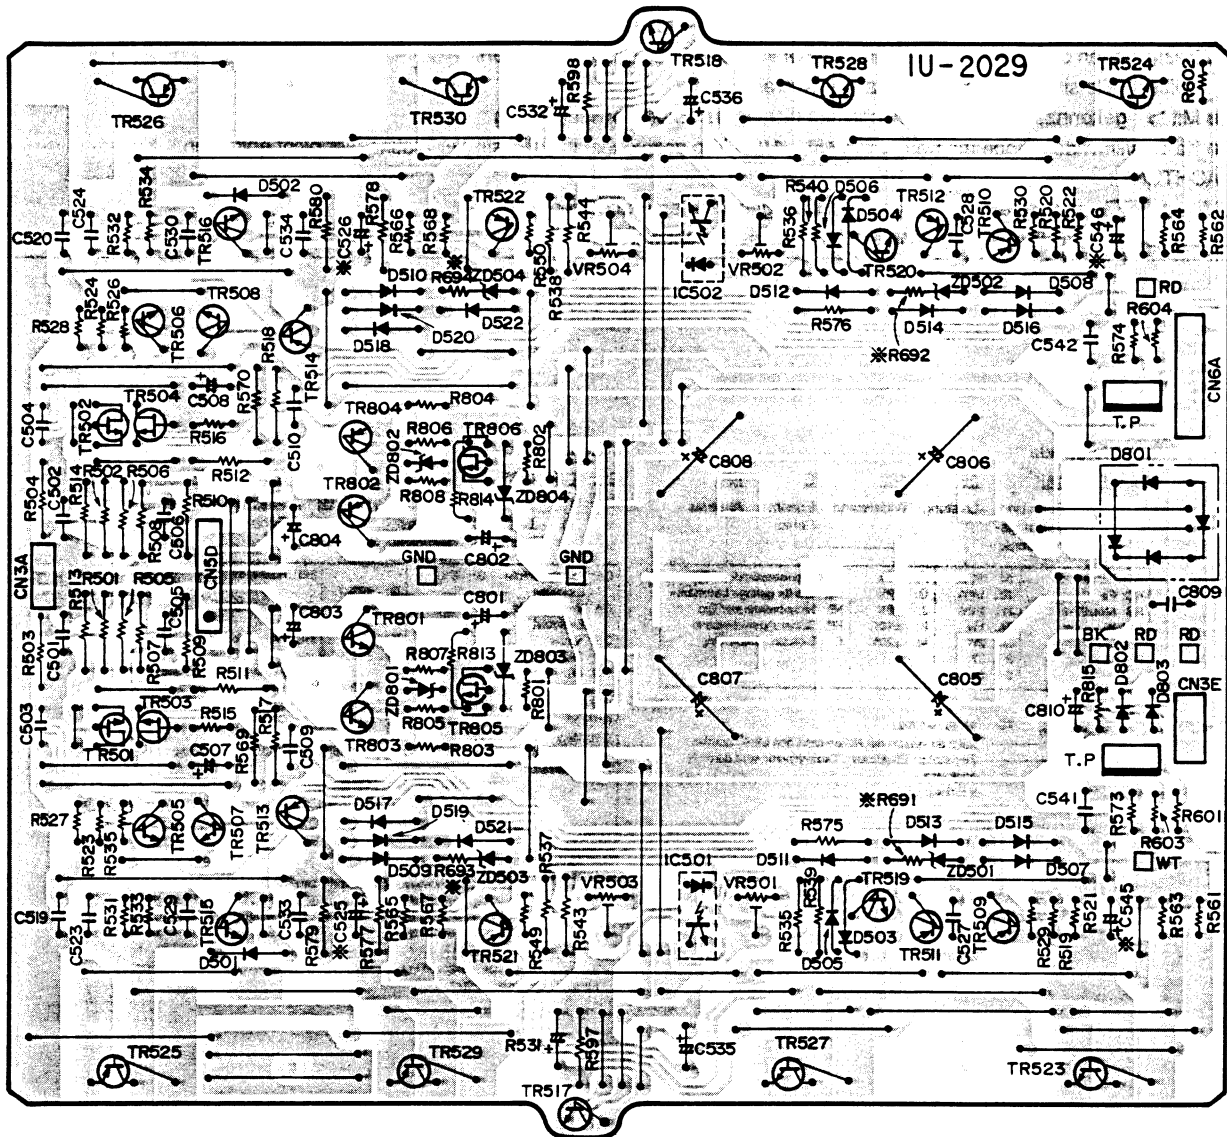 TR518
TR528
1U-2029
TR524
R602
TR526
TR530
C532
R598
C536
C520
C524
R532
R534
C530
TR516
D502
C534
R580
※C526
R578
R566
R568
TR522
R550
R544
VR504
IC502
VR502
R536
R540
D506
D504
TR512
TR520
C528
TR510
R530
R520
R522
※C546
R564
R562
R528
R524
R526
TR506
TR508
R518
TR514
D510
※R694
ZD504
D518
D520
D522
R538
D512
R576
※R692
ZD502
D514
D508
D516
RD
C542
R574
R604
CN6A
C504
TR502
TR504
C508
R516
R570
C510
R512
TR804
R804
R806
TR806
ZD802
R808
R814
R802
ZD804
C808
C806
T.P
D801
R504
C502
R514
R502
R506
R508
C506
R510
CN5D
C804
TR802
C802
GND
GND
CN3A
R513
R501
R505
R503
C501
R507
C505
R509
R511
C803
TR801
C801
R807
R813
ZD803
ZD801
R805
TR805
R801
TR803
R803
C807
C805
C809
BK
RD
RD
R815
D802
D803
CN3E
C810
C503
TR501
TR503
R515
C507
R569
R517
C509
T.P
R527
R523
R535
TR505
TR507
TR513
D517
D519
D521
D509
※R693
ZD503
R537
※R691
R575
D513
D515
D511
ZD501
D507
C541
R573
R603
R601
WT
C519
C523
R531
R533
C529
TR515
D501
C533
R579
※C525
R577
R565
R567
TR521
R549
R543
VR503
IC501
VR501
R535
R539
D505
D503
TR519
TR511
C527
TR509
R529
R519
R521
※C545
R563
R561
TR525
TR529
R531
R597
C535
TR527
TR523
TR517